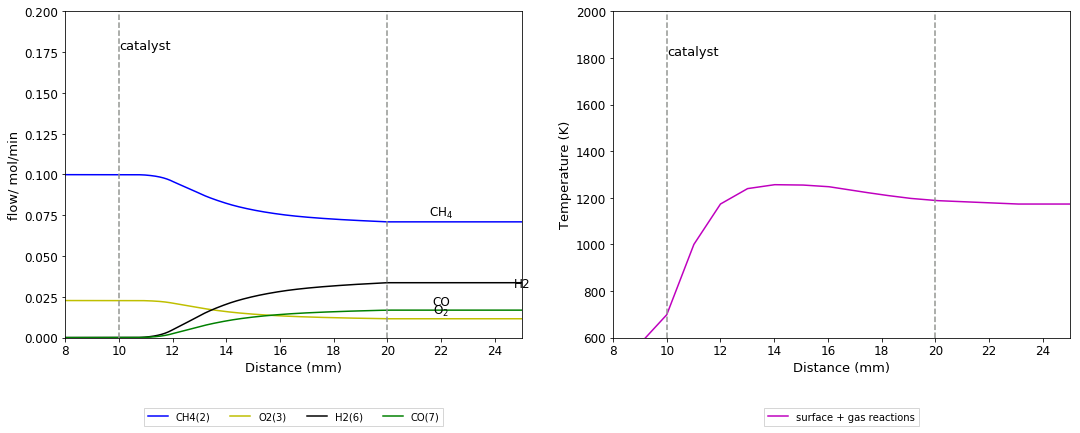 0.200
0.175
0.150
0.125
0.100
0.075
0.050
0.025
0.000
flow/ mol/min
catalyst
CH4
H2
CO
O2
8 10 12 14 16 18 20 22 24
Distance (mm)
CH4(2) O2(3) H2(6) CO(7)
2000
1800
1600
1400
1200
1000
800
600
Temperature (K)
catalyst
8 10 12 14 16 18 20 22 24
Distance (mm)
surface + gas reactions